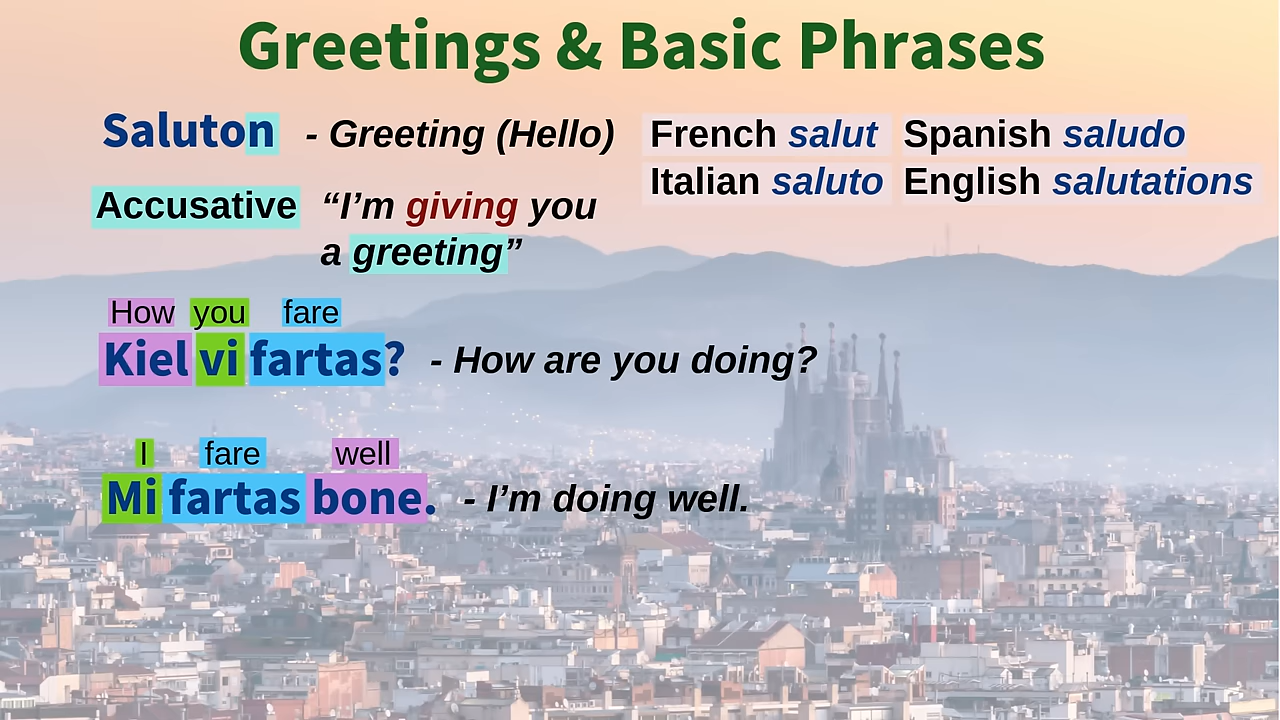 Greetings & Basic Phrases
Saluton - Greeting (Hello) French salut Spanish saludo
Italian saluto English salutations
Accusative “I’m giving you
a greeting”
How you fare
Kiel vi fartas? - How are you doing?
I fare well
Mi fartas bone. - I’m doing well.